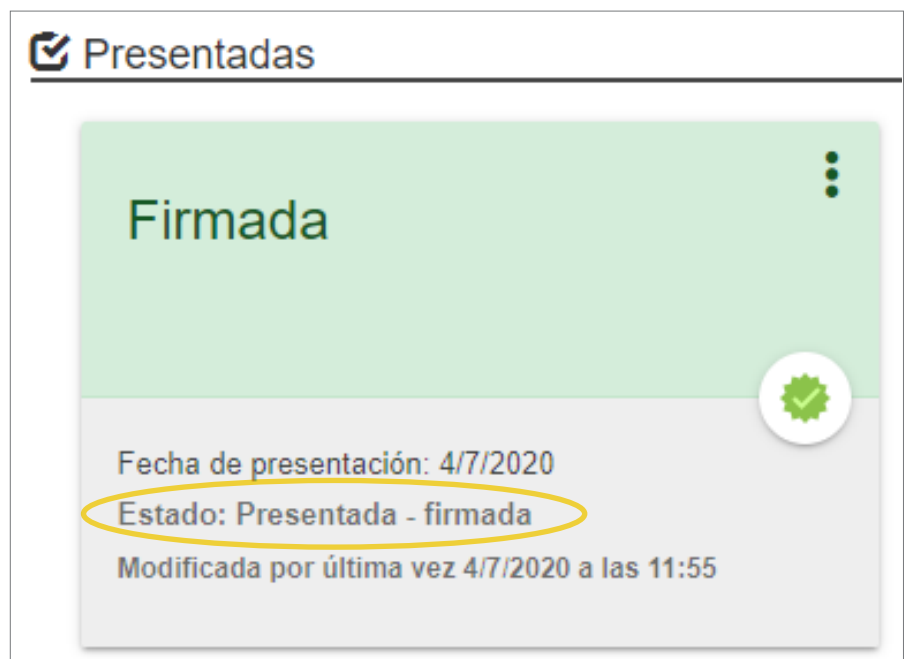 Presentadas
Firmada
Fecha de presentación: 4/7/2020
Estado: Presentada - firmada
Modificada por última vez 4/7/2020 a las 11:55